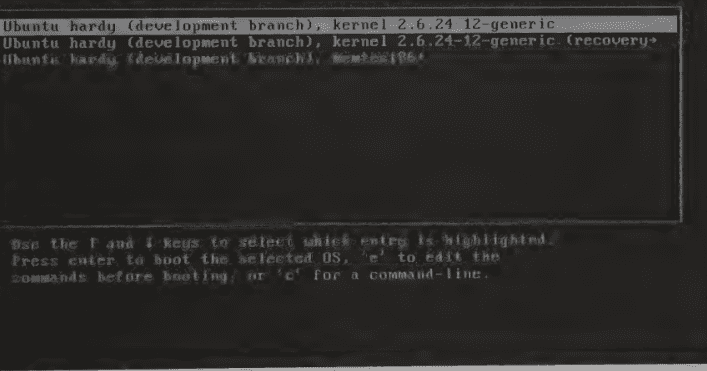 Ubuntu hardy (development branch), kernel 2.6.24 12-generic
Ubuntu hardy (development branch), kernel 2.6.24-12-generic (recovery→
Ubuntu hardy (development branch), memtest86+
Use the ↑ and ↓ keys to select which entry is highlighted.
Press enter to boot the selected OS, 'e' to edit the
commands before booting, or 'c' for a command-line.